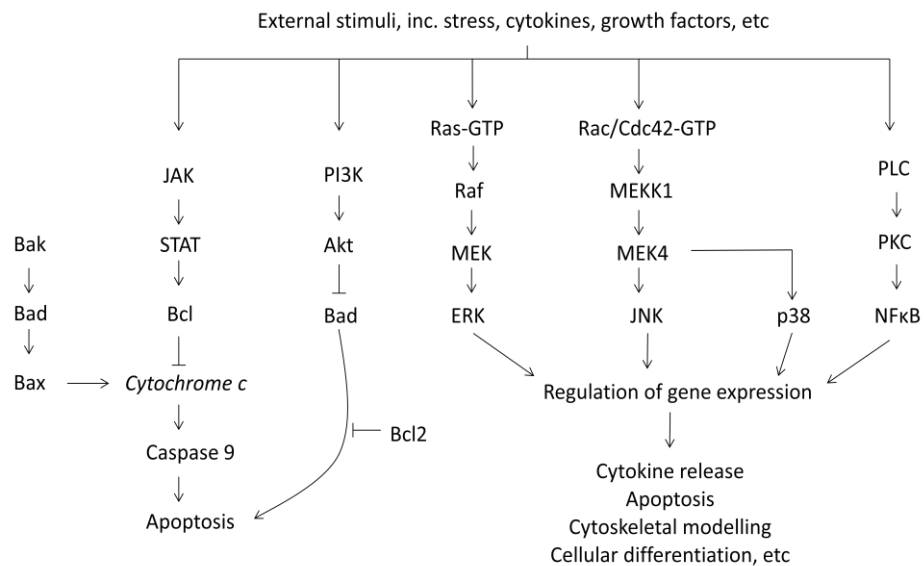 External stimuli, inc. stress, cytokines, growth factors, etc
Ras-GTP
Rac/Cdc42-GTP
JAK
PI3K
Raf
MEKK1
PLC
Bak
STAT
Akt
MEK
MEK4
PKC
Bad
Bcl
Bad
ERK
JNK
p38
NFκB
Bax
Cytochrome c
Regulation of gene expression
Bcl2
Caspase 9
Cytokine release
Apoptosis
Apoptosis
Cytoskeletal modelling
Cellular differentiation, etc